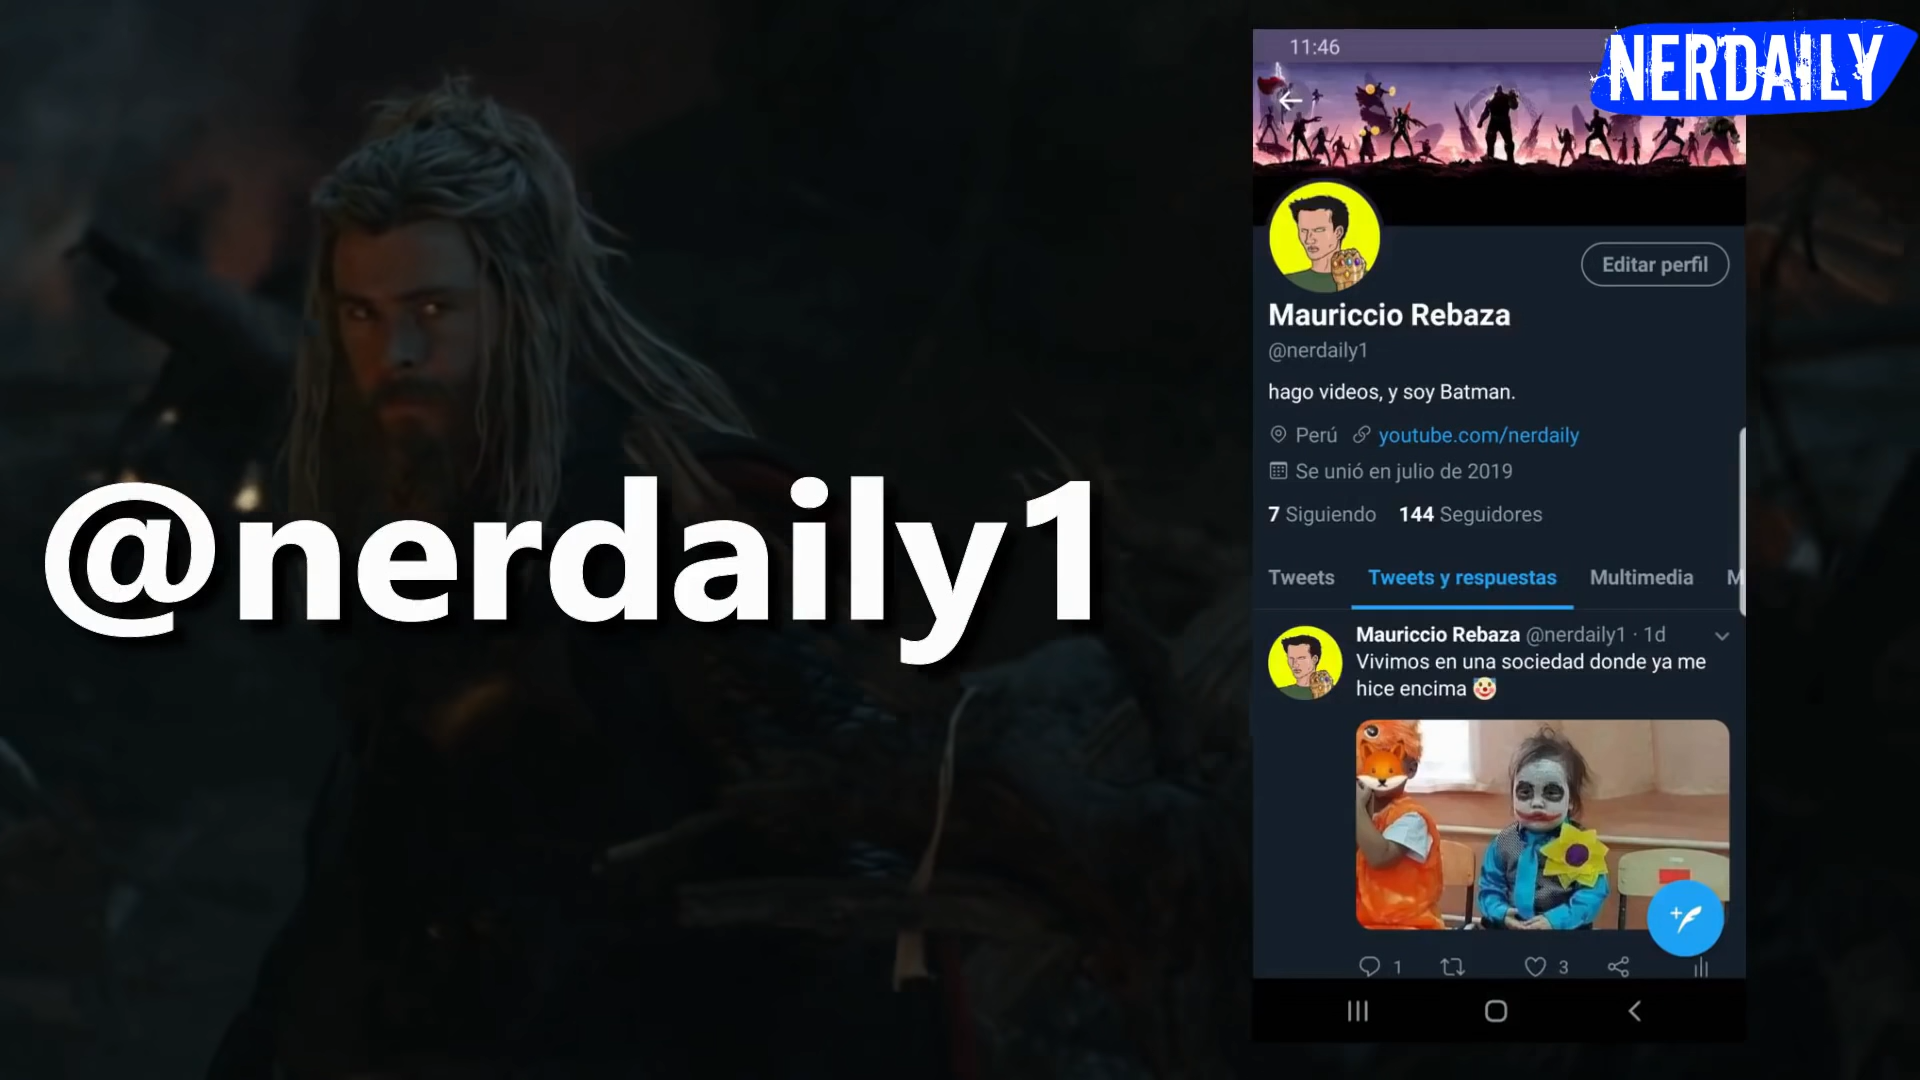 @nerdaily1
NERDAILY
11:46
Editar perfil
Mauriccio Rebaza
@nerdaily1
hago videos, y soy Batman.
Perú youtube.com/nerdaily
Se unió en julio de 2019
7 Siguiendo 144 Seguidores
Tweets Tweets y respuestas Multimedia M
Mauriccio Rebaza @nerdaily1 · 1d
Vivimos en una sociedad donde ya me
hice encima 🤡
1 3